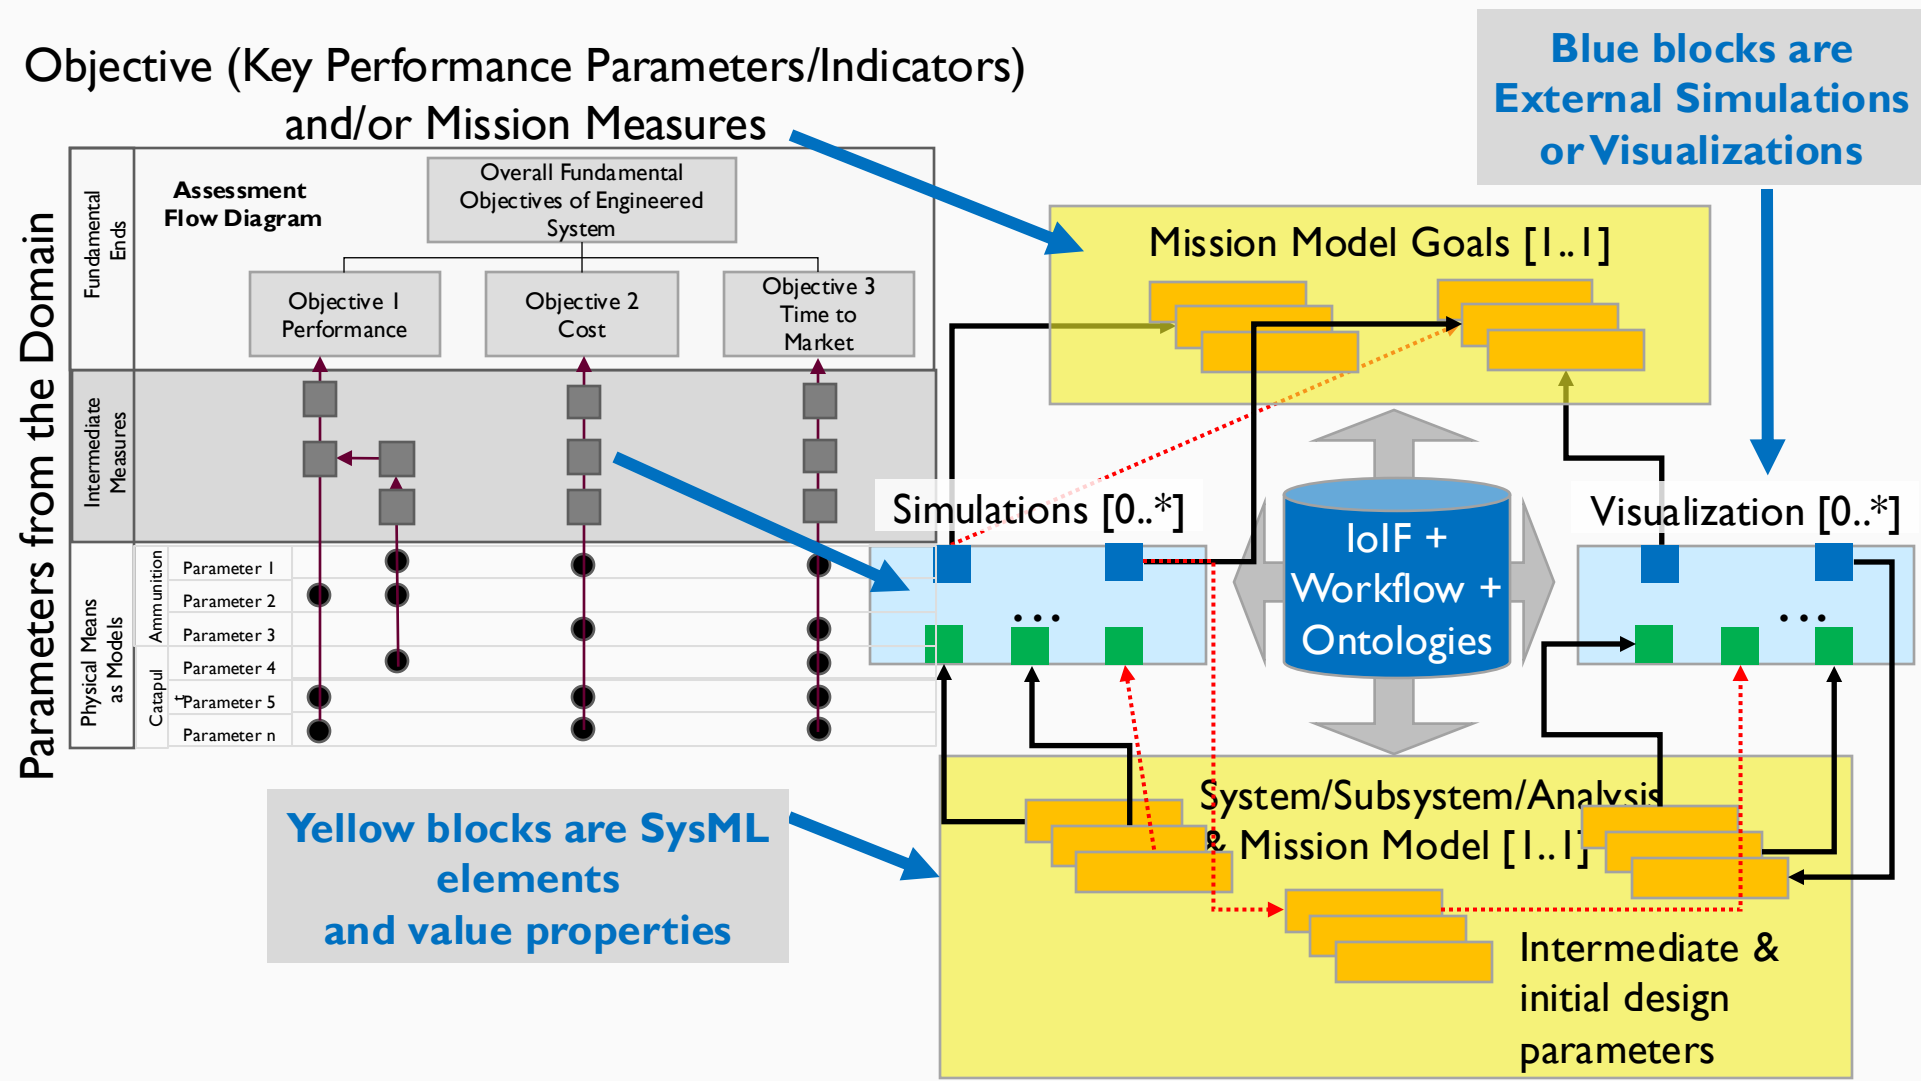 Objective (Key Performance Parameters/Indicators)
and/or Mission Measures
Blue blocks are
External Simulations
or Visualizations
Parameters from the Domain
Fundamental
Ends
Assessment
Flow Diagram
Overall Fundamental
Objectives of Engineered
System
Objective 1
Performance
Objective 2
Cost
Objective 3
Time to
Market
Mission Model Goals [1..1]
Intermediate
Measures
Simulations [0..*]
IoIF +
Workflow +
Ontologies
Visualization [0..*]
...
...
Physical Means
as Models
Ammunition
Catapul
t
Parameter 1
Parameter 2
Parameter 3
Parameter 4
Parameter 5
Parameter n
Yellow blocks are SysML
elements
and value properties
System/Subsystem/Analysis
& Mission Model [1..1]
Intermediate &
initial design
parameters